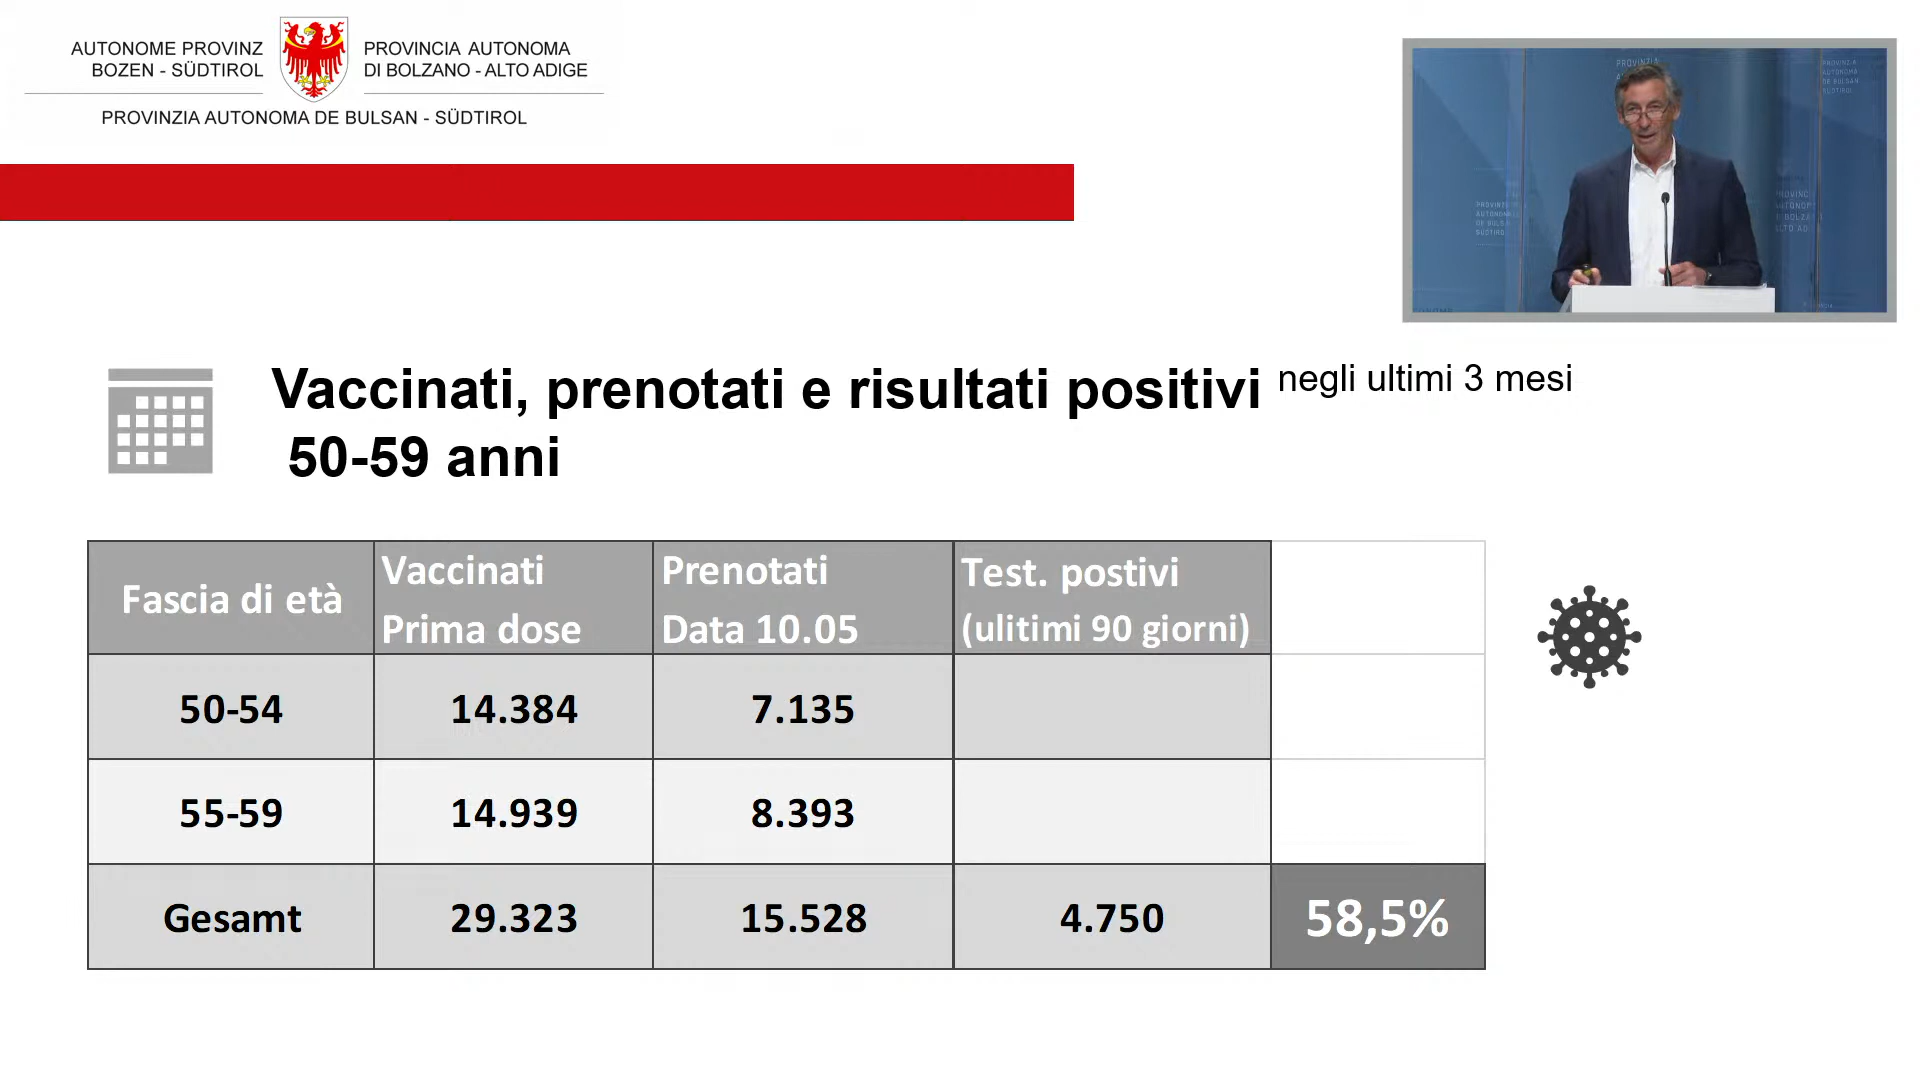 AUTONOME PROVINZ
BOZEN - SÜDTIROL
PROVINCIA AUTONOMA
DI BOLZANO - ALTO ADIGE
PROVINZIA AUTONOMA DE BULSAN - SÜDTIROL
Vaccinati, prenotati e risultati positivi negli ultimi 3 mesi
50-59 anni
Fascia di età
Vaccinati
Prima dose
Prenotati
Data 10.05
Test. postivi
(ulitimi 90 giorni)
50-54 14.384 7.135
55-59 14.939 8.393
Gesamt 29.323 15.528 4.750 58,5%